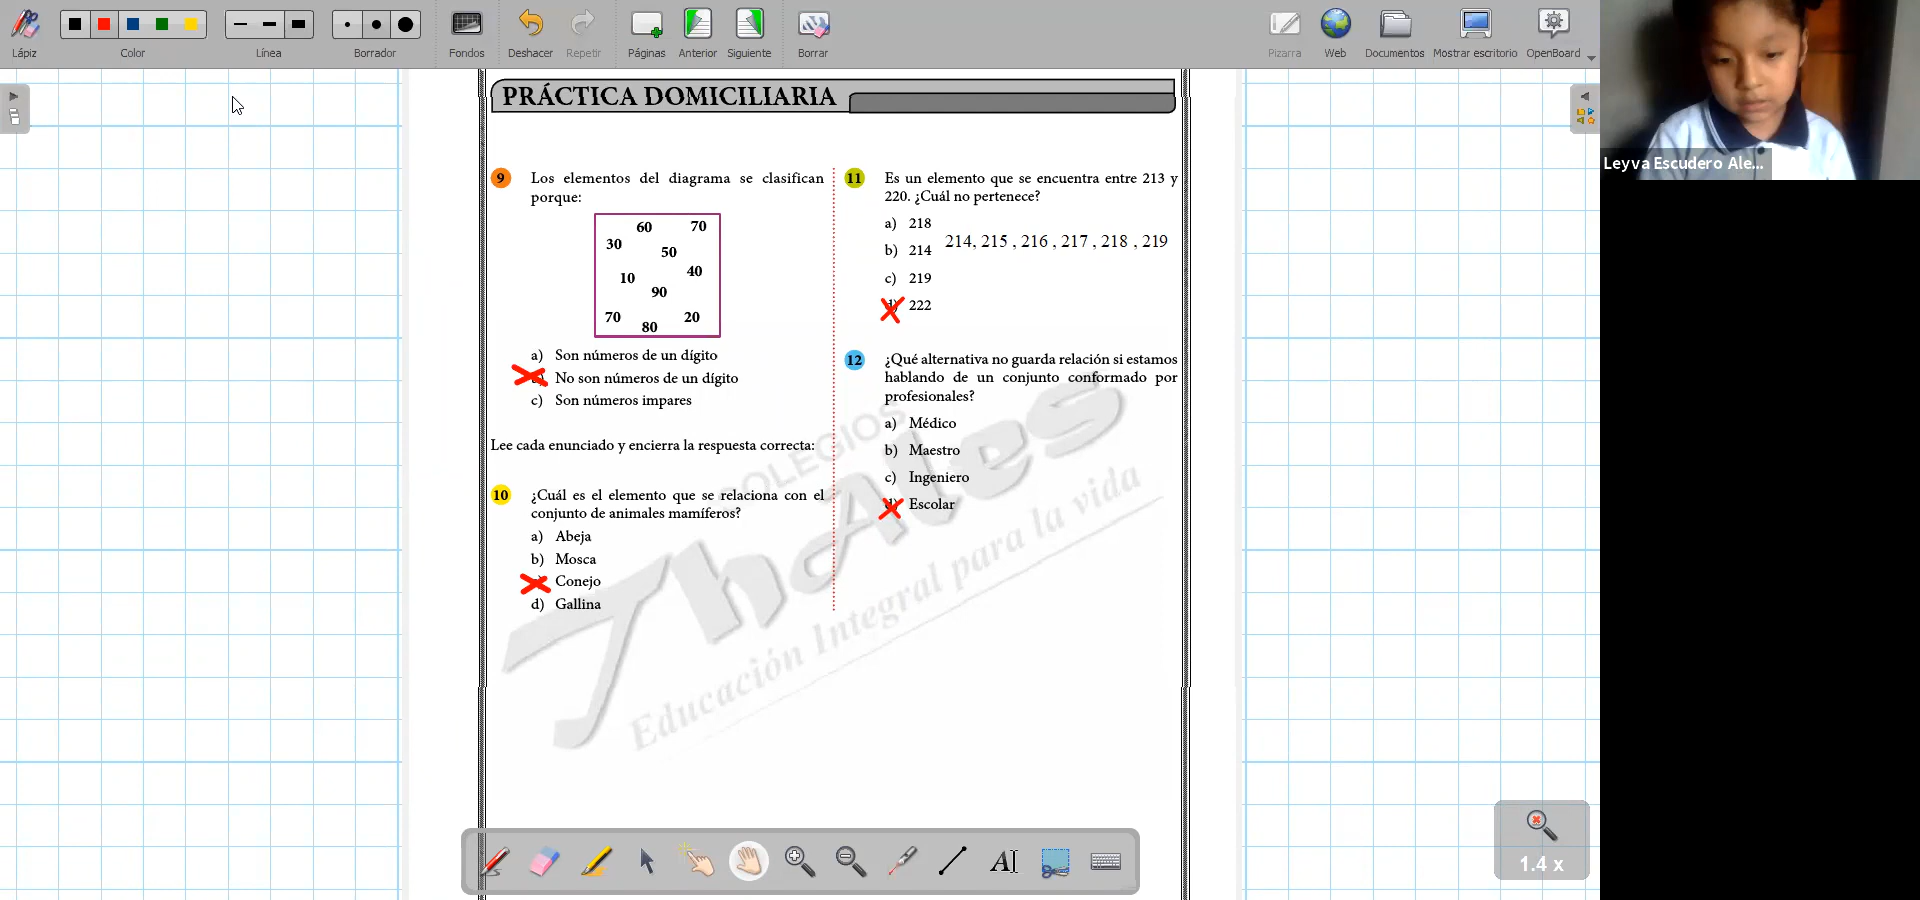 Lápiz
Color
Línea
Borrador
Fondos
Deshacer
Repetir
Páginas
Anterior
Siguiente
Borrar
Pizarra
Web
Documentos
Mostrar escritorio
OpenBoard
Leyva Escudero Ale...
PRÁCTICA DOMICILIARIA
9 Los elementos del diagrama se clasifican
porque:
60 70
30
50
10 40
90
70 20
80
a) Son números de un dígito
No son números de un dígito
c) Son números impares
Lee cada enunciado y encierra la respuesta correcta:
10 ¿Cuál es el elemento que se relaciona con el
conjunto de animales mamíferos?
a) Abeja
b) Mosca
Conejo
d) Gallina
11 Es un elemento que se encuentra entre 213 y
220. ¿Cuál no pertenece?
a) 218
214, 215 , 216 , 217 , 218 , 219
b) 214
c) 219
d) 222
12 ¿Qué alternativa no guarda relación si estamos
hablando de un conjunto conformado por
profesionales?
a) Médico
b) Maestro
c) Ingeniero
d) Escolar
COLEGIOS
Thales
Educación Integral para la vida
1.4 x